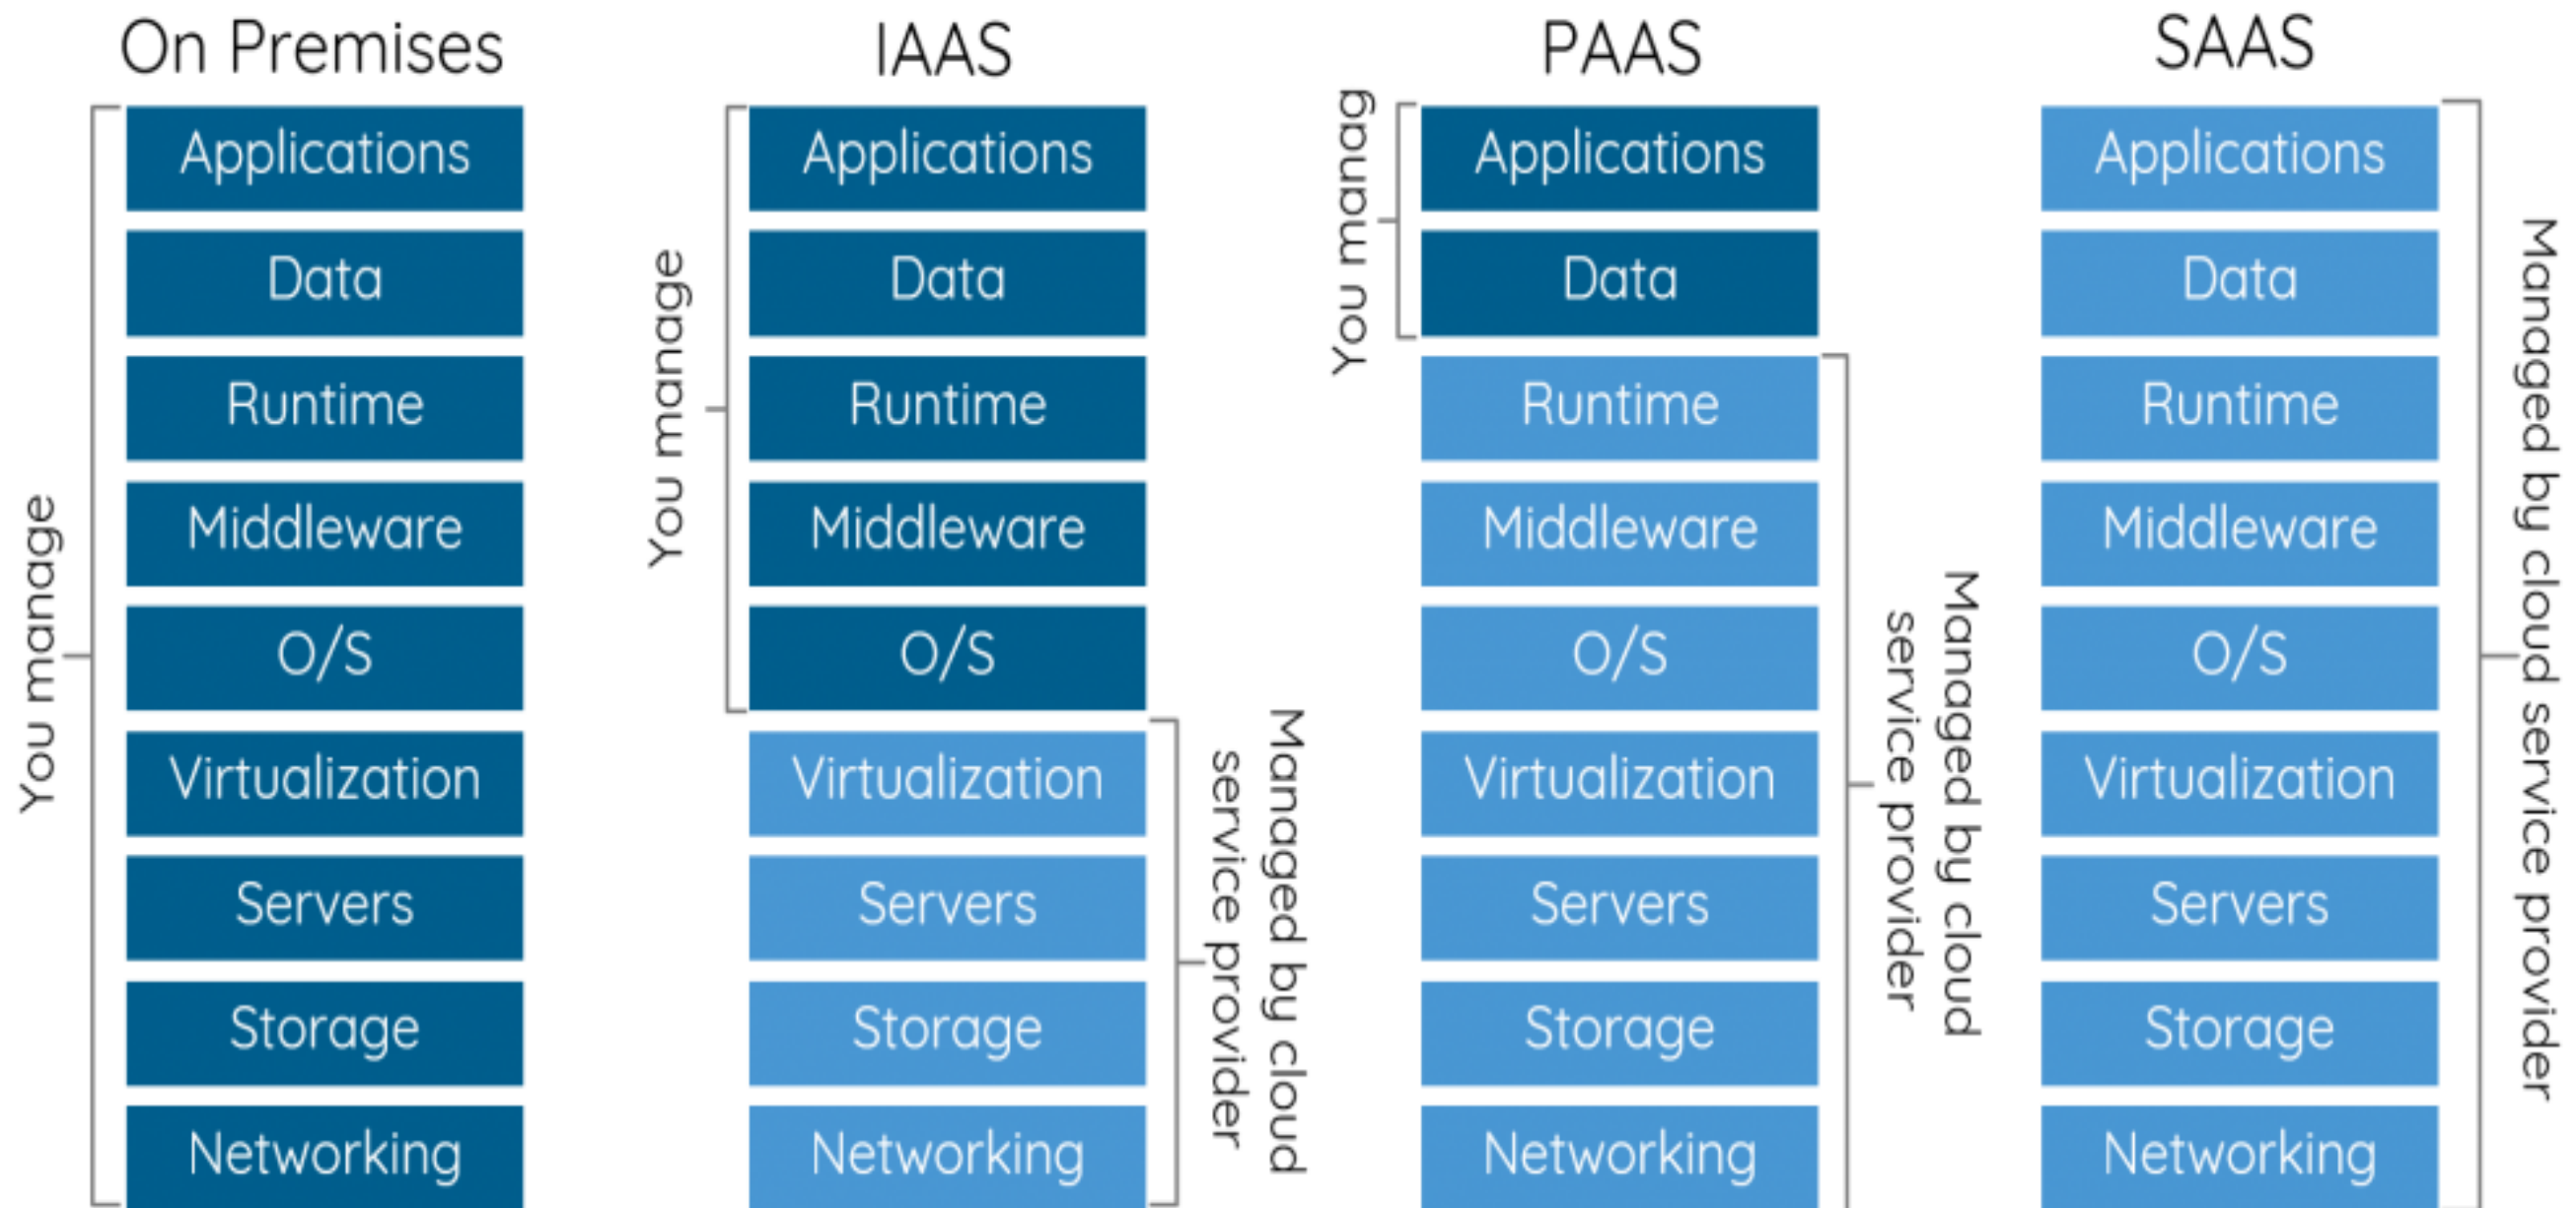 On Premises
You manage
Applications
Data
Runtime
Middleware
O/S
Virtualization
Servers
Storage
Networking
IAAS
You manage
Applications
Data
Runtime
Middleware
O/S
Virtualization
Servers
Storage
Networking
Managed by cloud
service provider
PAAS
You manag
Applications
Data
Runtime
Middleware
O/S
Virtualization
Servers
Storage
Networking
Managed by cloud
service provider
SAAS
Applications
Data
Runtime
Middleware
O/S
Virtualization
Servers
Storage
Networking
Managed by cloud service provider